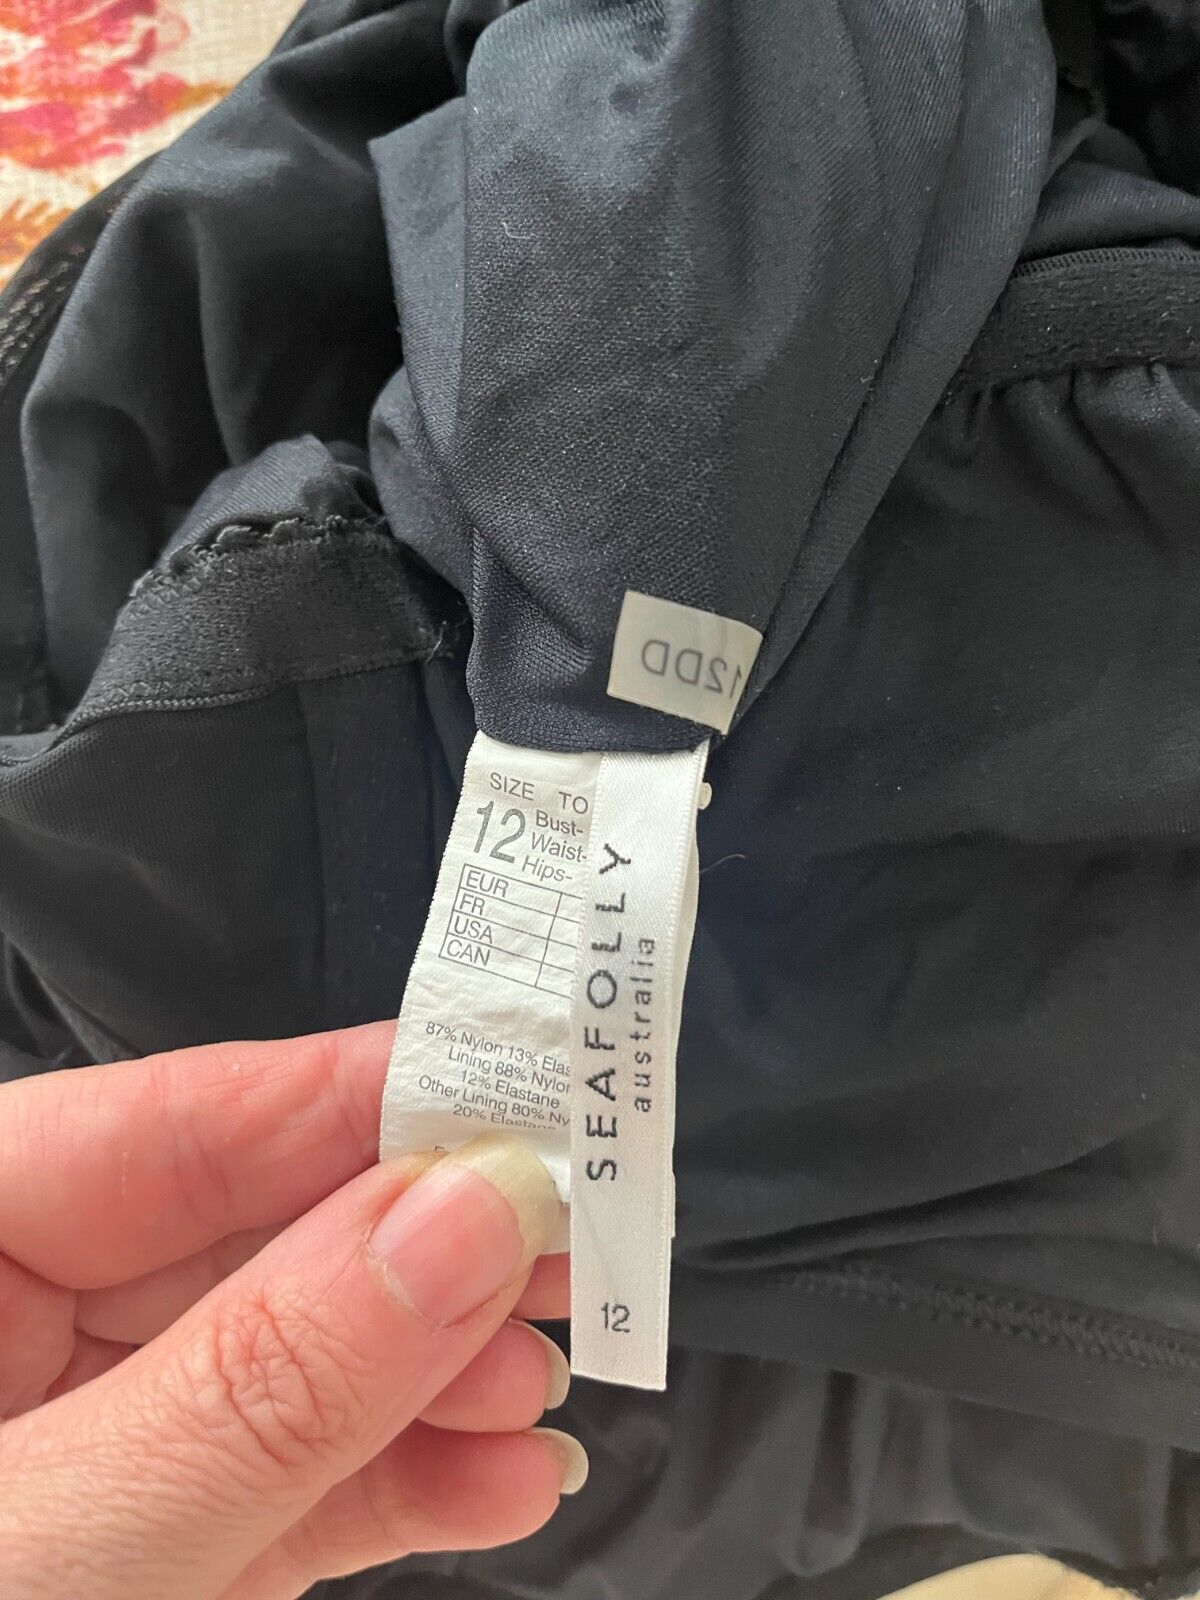 12DD
SIZE TO
12 Bust-
Waist-
Hips-
EUR
FR
USA
CAN
87% Nylon 13% Elas
Lining 88% Nylon
12% Elastane
Other Lining 80% Ny
20% Elastane
SEAFOLLY
australia
12